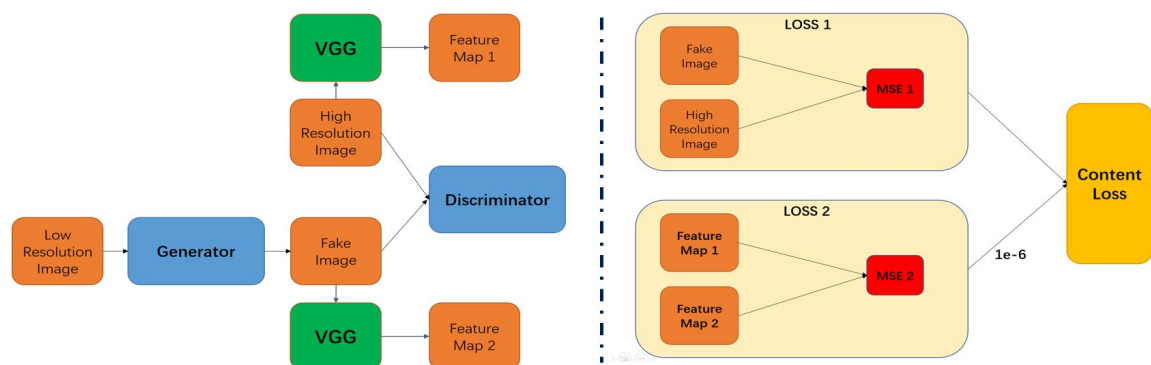 VGG
Feature
Map 1
High
Resolution
Image
Discriminator
Low
Resolution
Image
Generator
Fake
Image
VGG
Feature
Map 2
LOSS 1
Fake
Image
High
Resolution
Image
MSE 1
LOSS 2
Feature
Map 1
Feature
Map 2
MSE 2
1e-6
Content
Loss